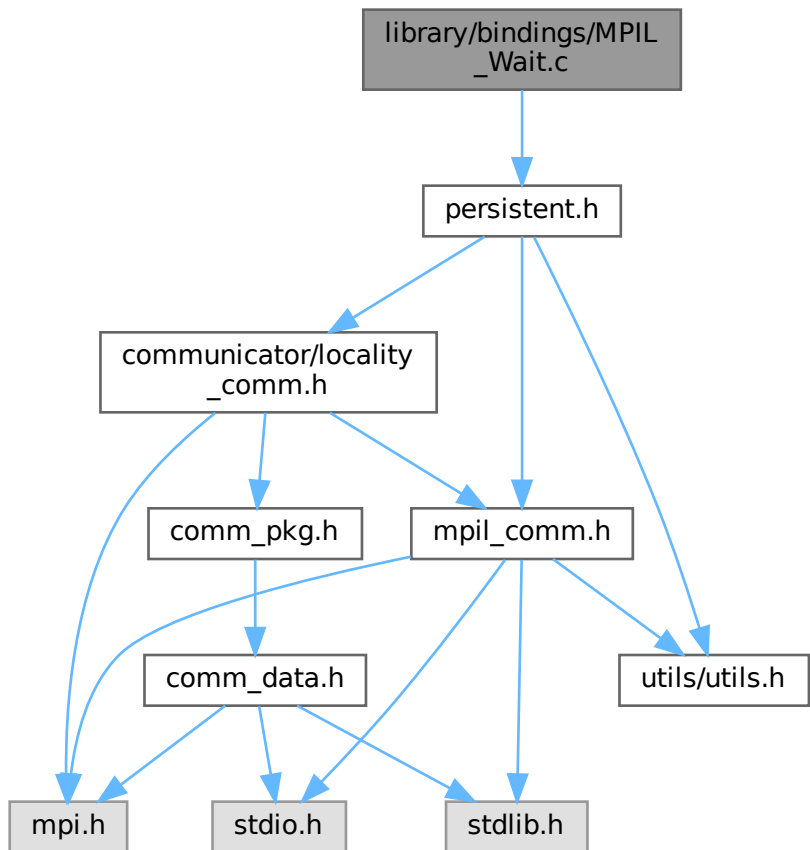 library/bindings/MPIL
_Wait.c
persistent.h
communicator/locality
_comm.h
comm_pkg.h
mpil_comm.h
comm_data.h
utils/utils.h
mpi.h
stdio.h
stdlib.h